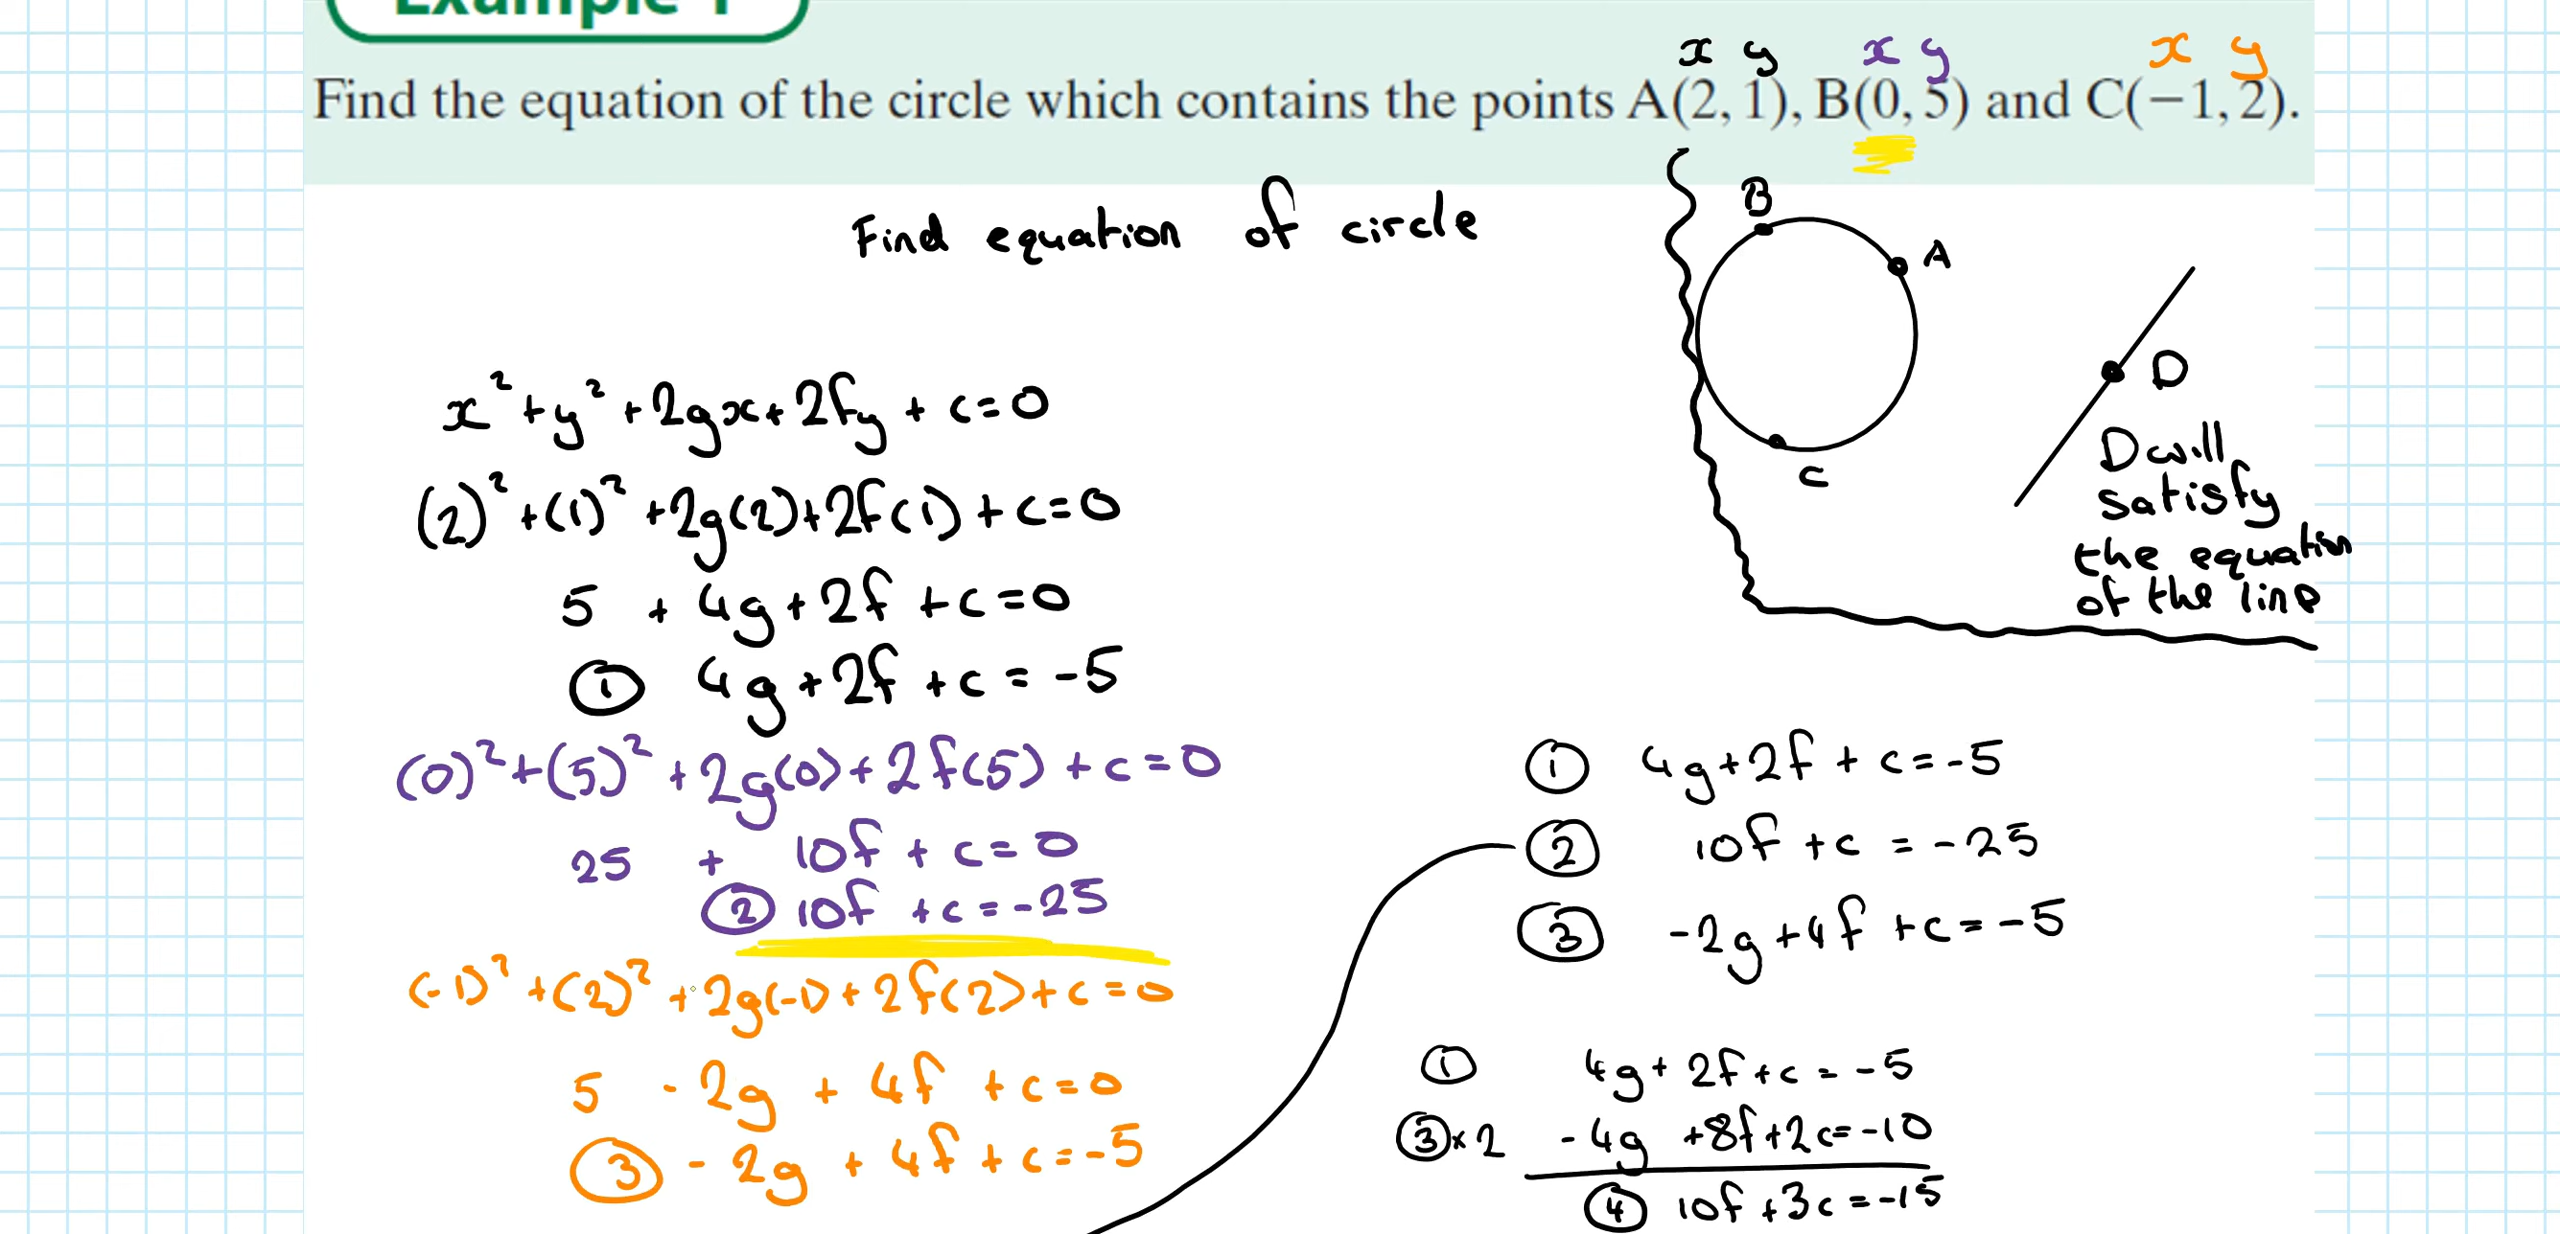 Example 1
x y x y x y
Find the equation of the circle which contains the points A(2, 1), B(0, 5) and C(−1, 2).
Find equation of circle
B
A
C
D
D will
satisfy
the equation
of the line
x² + y² + 2gx + 2fy + c = 0
(2)² + (1)² + 2g(2) + 2f(1) + c = 0
5 + 4g + 2f + c = 0
① 4g + 2f + c = -5
(0)² + (5)² + 2g(0) + 2f(5) + c = 0
25 + 10f + c = 0
② 10f + c = -25
(-1)² + (2)² + 2g(-1) + 2f(2) + c = 0
5 - 2g + 4f + c = 0
③ - 2g + 4f + c = -5
① 4g + 2f + c = -5
② 10f + c = -25
③ -2g + 4f + c = -5
① 4g + 2f + c = -5
③ × 2 - 4g + 8f + 2c = -10
④ 10f + 3c = -15